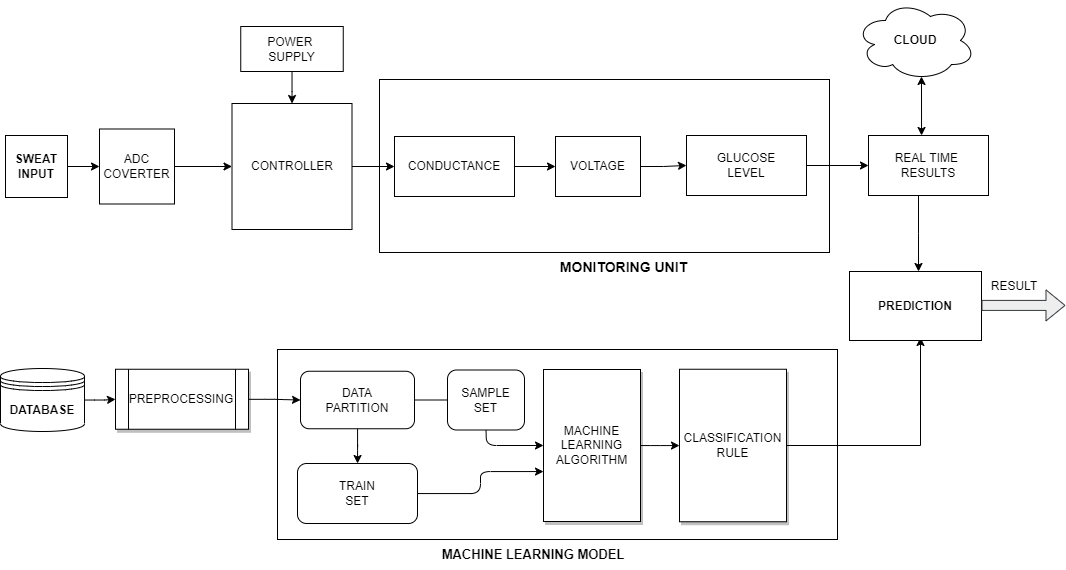 POWER
SUPPLY
CLOUD
SWEAT
INPUT
ADC
COVERTER
CONTROLLER
CONDUCTANCE
VOLTAGE
GLUCOSE
LEVEL
REAL TIME
RESULTS
MONITORING UNIT
PREDICTION
RESULT
DATABASE
PREPROCESSING
DATA
PARTITION
SAMPLE
SET
TRAIN
SET
MACHINE
LEARNING
ALGORITHM
CLASSIFICATION
RULE
MACHINE LEARNING MODEL